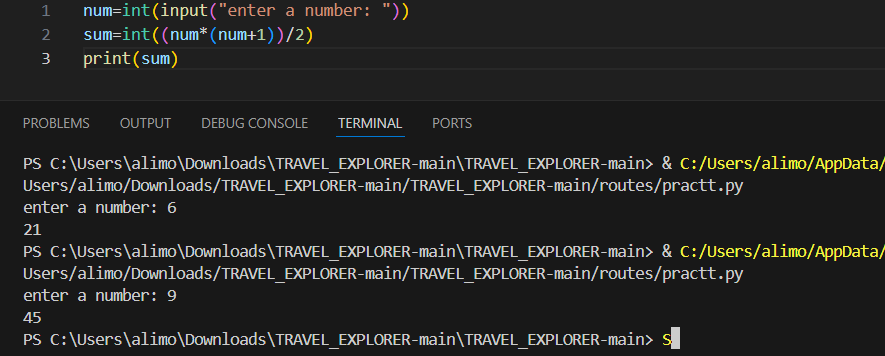 1 num=int(input("enter a number: "))
2 sum=int((num*(num+1))/2)
3 print(sum)
PROBLEMS OUTPUT DEBUG CONSOLE TERMINAL PORTS
PS C:\Users\alimo\Downloads\TRAVEL_EXPLORER-main\TRAVEL_EXPLORER-main> & C:/Users/alimo/AppData/
Users/alimo/Downloads/TRAVEL_EXPLORER-main/TRAVEL_EXPLORER-main/routes/practt.py
enter a number: 6
21
PS C:\Users\alimo\Downloads\TRAVEL_EXPLORER-main\TRAVEL_EXPLORER-main> & C:/Users/alimo/AppData/
Users/alimo/Downloads/TRAVEL_EXPLORER-main/TRAVEL_EXPLORER-main/routes/practt.py
enter a number: 9
45
PS C:\Users\alimo\Downloads\TRAVEL_EXPLORER-main\TRAVEL_EXPLORER-main> S